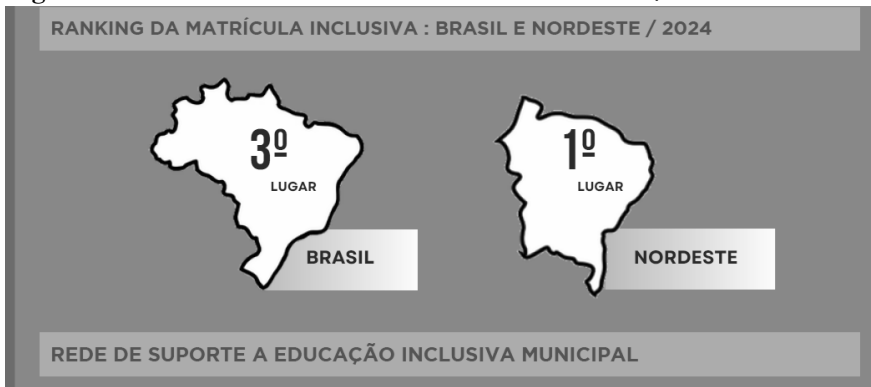 RANKING DA MATRÍCULA INCLUSIVA : BRASIL E NORDESTE / 2024
3º
LUGAR
BRASIL
1º
LUGAR
NORDESTE
REDE DE SUPORTE A EDUCAÇÃO INCLUSIVA MUNICIPAL